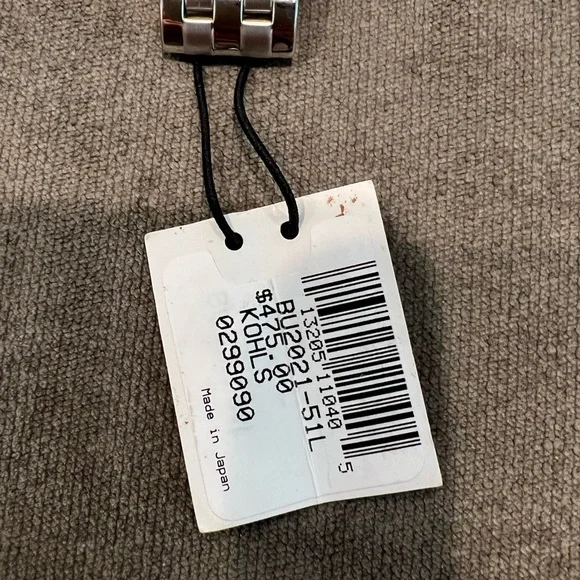 13205 11040 5
BU2021-51L
$475.00
KOHLS
0299090
Made in Japan